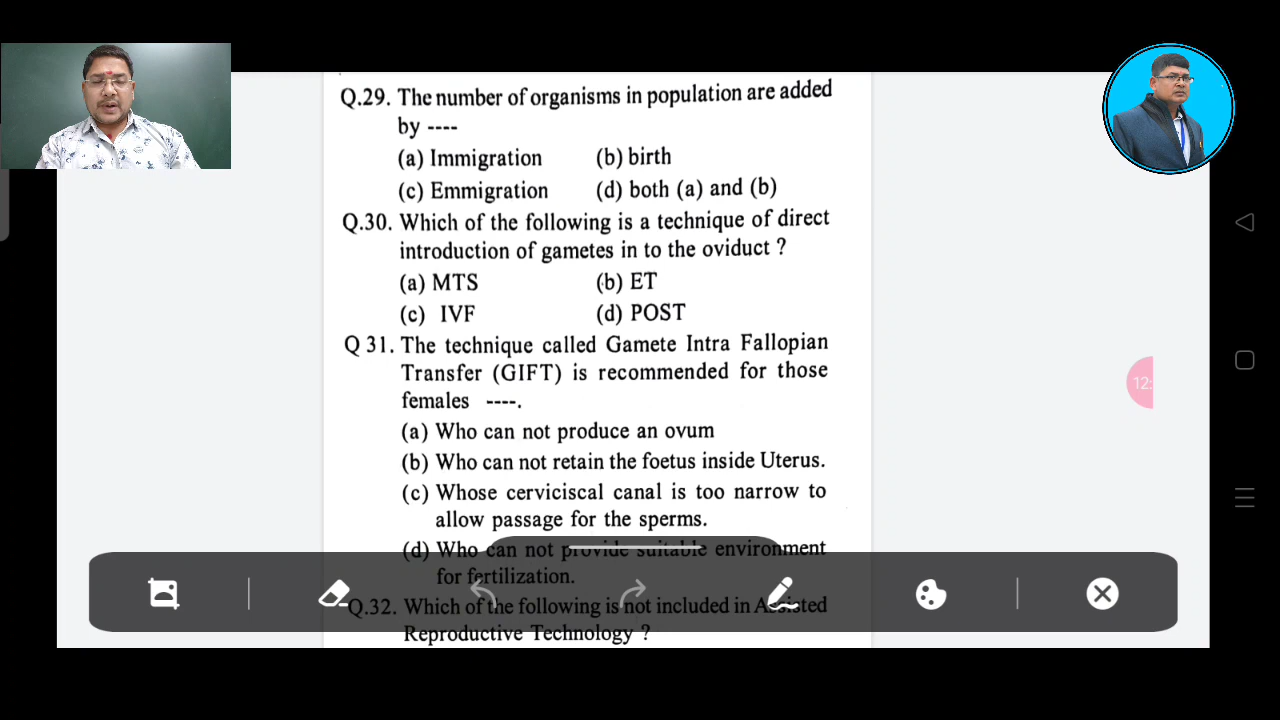 Q.29. The number of organisms in population are added
by ----
(a) Immigration (b) birth
(c) Emmigration (d) both (a) and (b)
Q.30. Which of the following is a technique of direct
introduction of gametes in to the oviduct ?
(a) MTS (b) ET
(c) IVF (d) POST
Q 31. The technique called Gamete Intra Fallopian
Transfer (GIFT) is recommended for those
females ----.
(a) Who can not produce an ovum
(b) Who can not retain the foetus inside Uterus.
(c) Whose cerviciscal canal is too narrow to
allow passage for the sperms.
(d) Who can not provide suitable environment
for fertilization.
Q.32. Which of the following is not included in Assisted
Reproductive Technology ?
12: